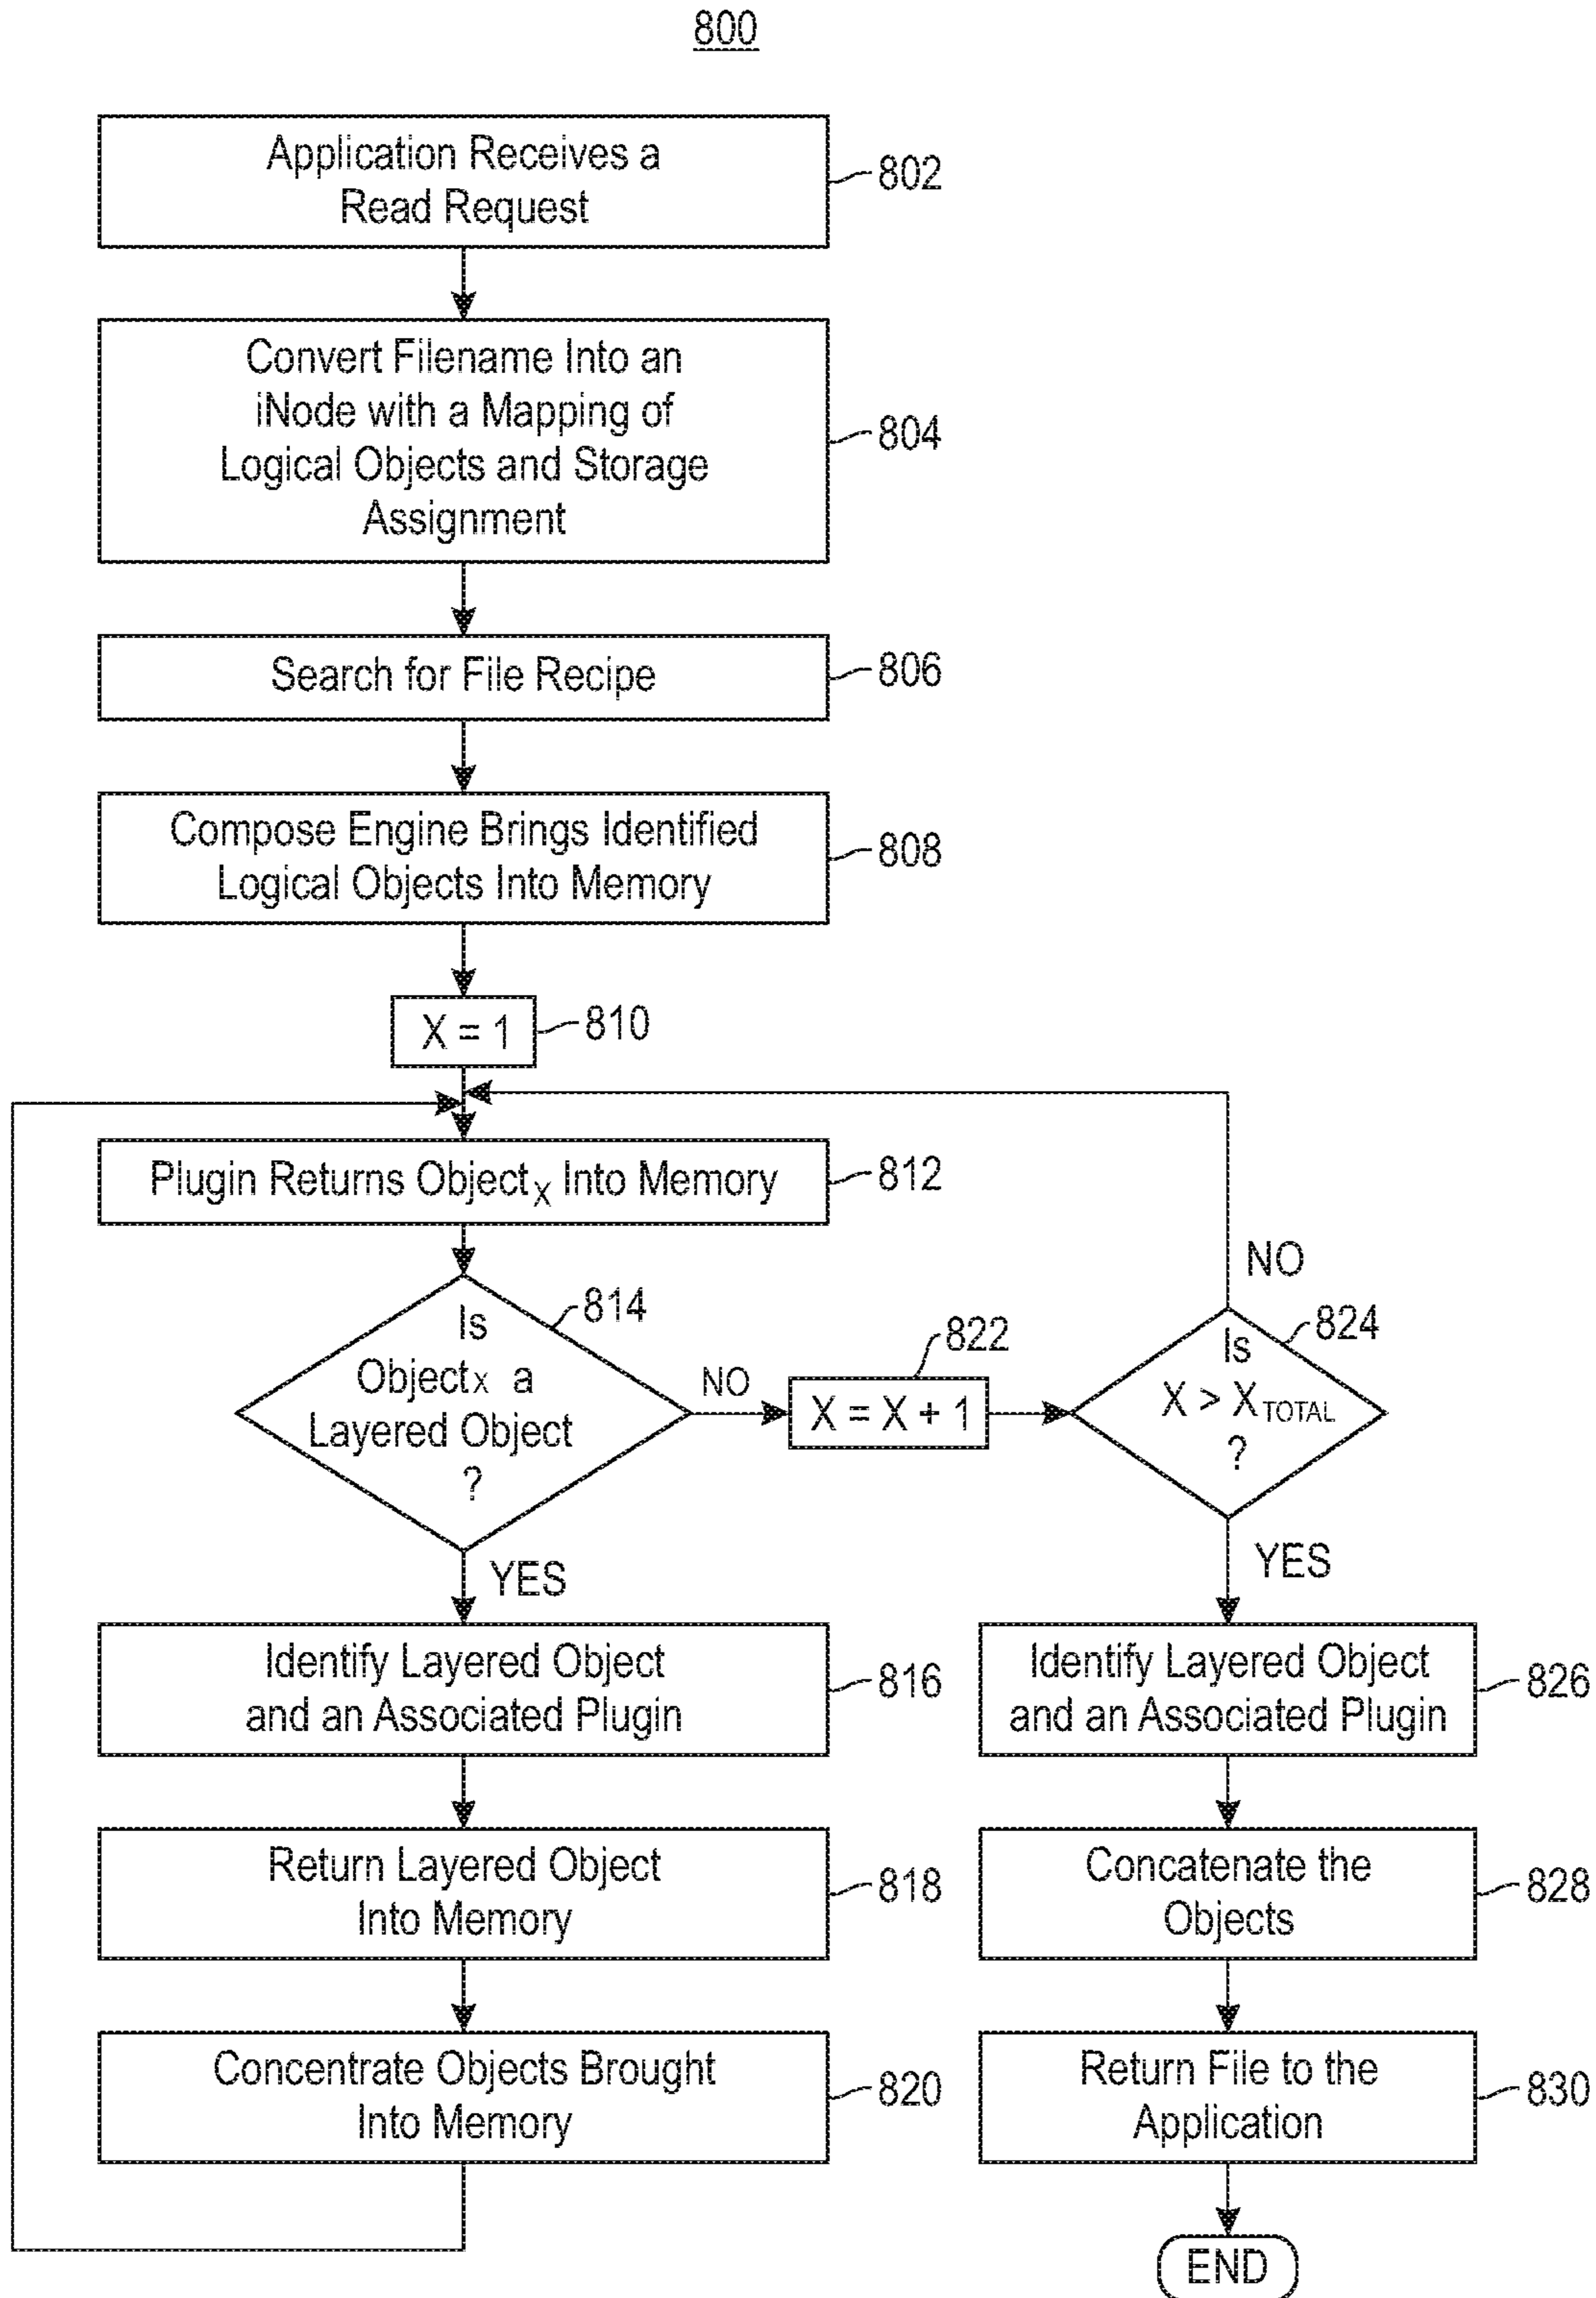 800
Application Receives a
Read Request
802
Convert Filename Into an
iNode with a Mapping of
Logical Objects and Storage
Assignment
804
Search for File Recipe
806
Compose Engine Brings Identified
Logical Objects Into Memory
808
X = 1
810
Plugin Returns ObjectX Into Memory
812
Is
Objectx a
Layered Object
?
814
NO
X = X + 1
822
Is
X > XTOTAL
?
824
NO
YES
YES
Identify Layered Object
and an Associated Plugin
816
Return Layered Object
Into Memory
818
Concentrate Objects Brought
Into Memory
820
Identify Layered Object
and an Associated Plugin
826
Concatenate the
Objects
828
Return File to the
Application
830
END